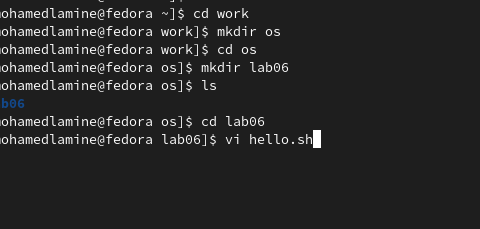 ohamedlamine@fedora ~]$ cd work
ohamedlamine@fedora work]$ mkdir os
ohamedlamine@fedora work]$ cd os
ohamedlamine@fedora os]$ mkdir lab06
ohamedlamine@fedora os]$ ls
b06
ohamedlamine@fedora os]$ cd lab06
ohamedlamine@fedora lab06]$ vi hello.sh